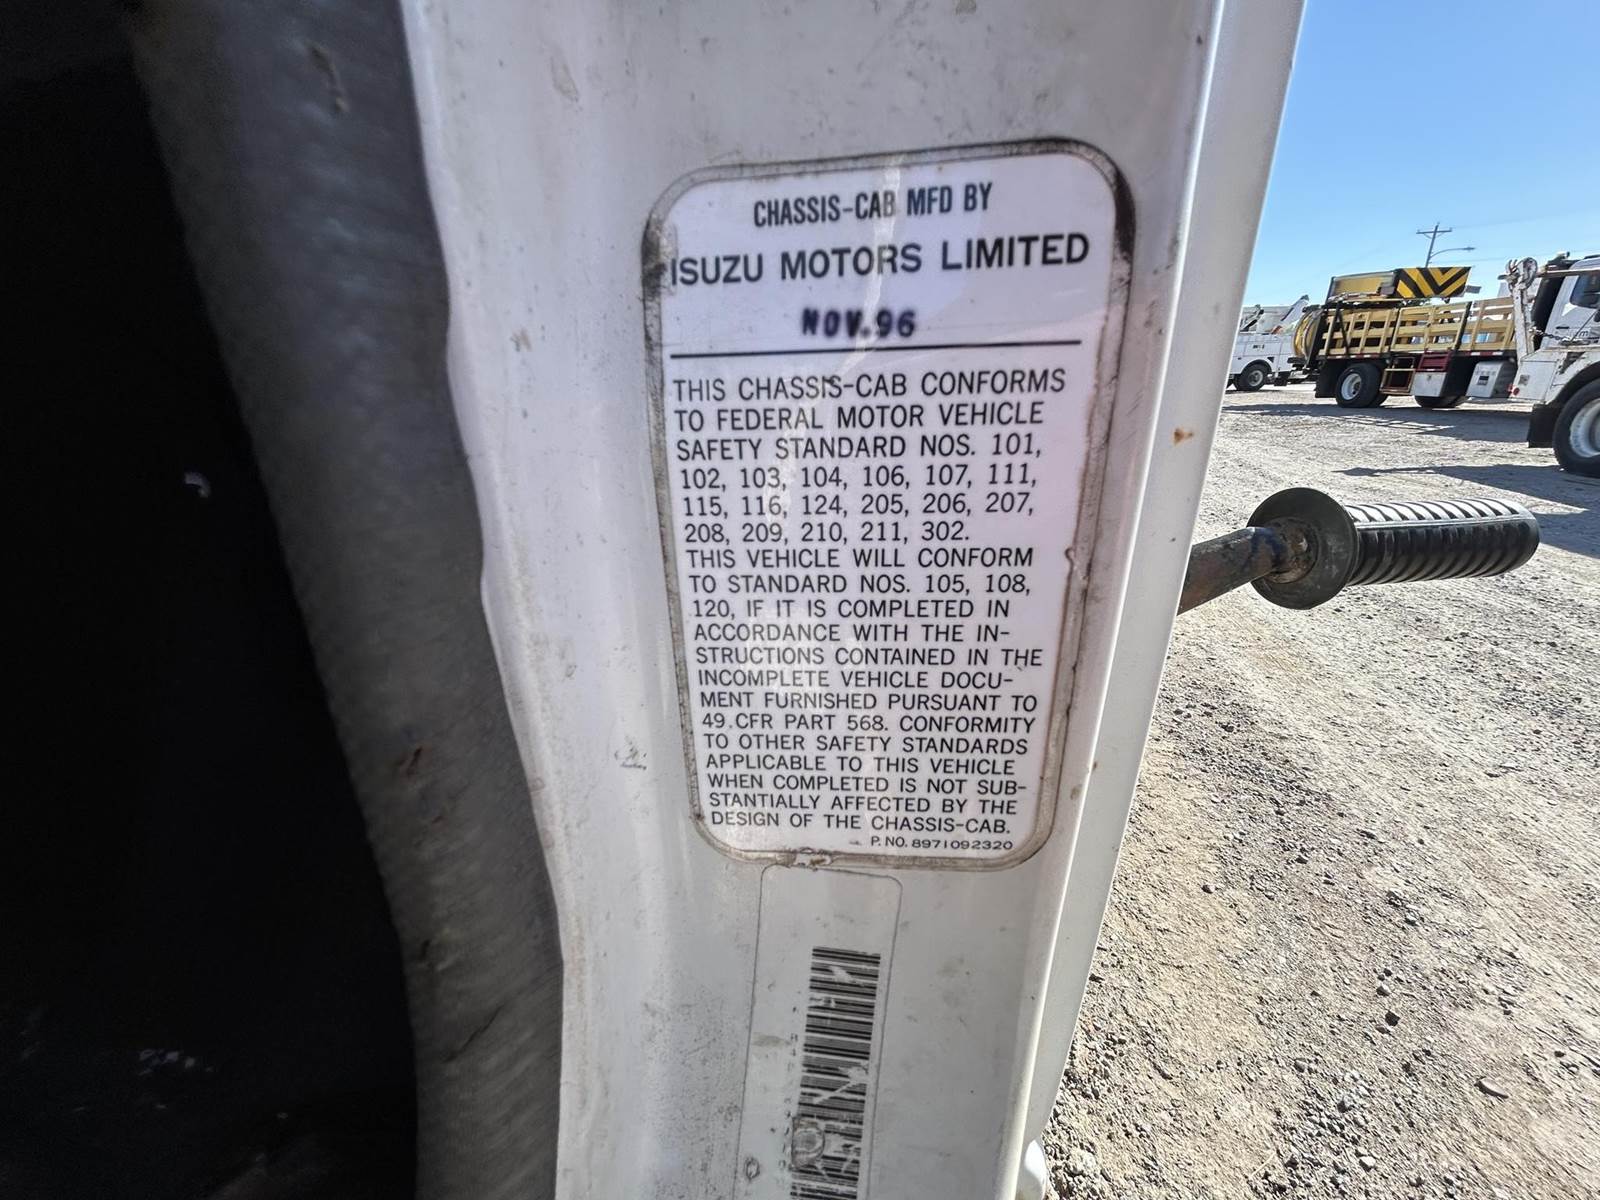 CHASSIS-CAB MFD BY
ISUZU MOTORS LIMITED
NOV.96
THIS CHASSIS-CAB CONFORMS
TO FEDERAL MOTOR VEHICLE
SAFETY STANDARD NOS. 101,
102, 103, 104, 106, 107, 111,
115, 116, 124, 205, 206, 207,
208, 209, 210, 211, 302.
THIS VEHICLE WILL CONFORM
TO STANDARD NOS. 105, 108,
120, IF IT IS COMPLETED IN
ACCORDANCE WITH THE IN-
STRUCTIONS CONTAINED IN THE
INCOMPLETE VEHICLE DOCU-
MENT FURNISHED PURSUANT TO
49 CFR PART 568. CONFORMITY
TO OTHER SAFETY STANDARDS
APPLICABLE TO THIS VEHICLE
WHEN COMPLETED IS NOT SUB-
STANTIALLY AFFECTED BY THE
DESIGN OF THE CHASSIS-CAB.
P. NO. 8971092320